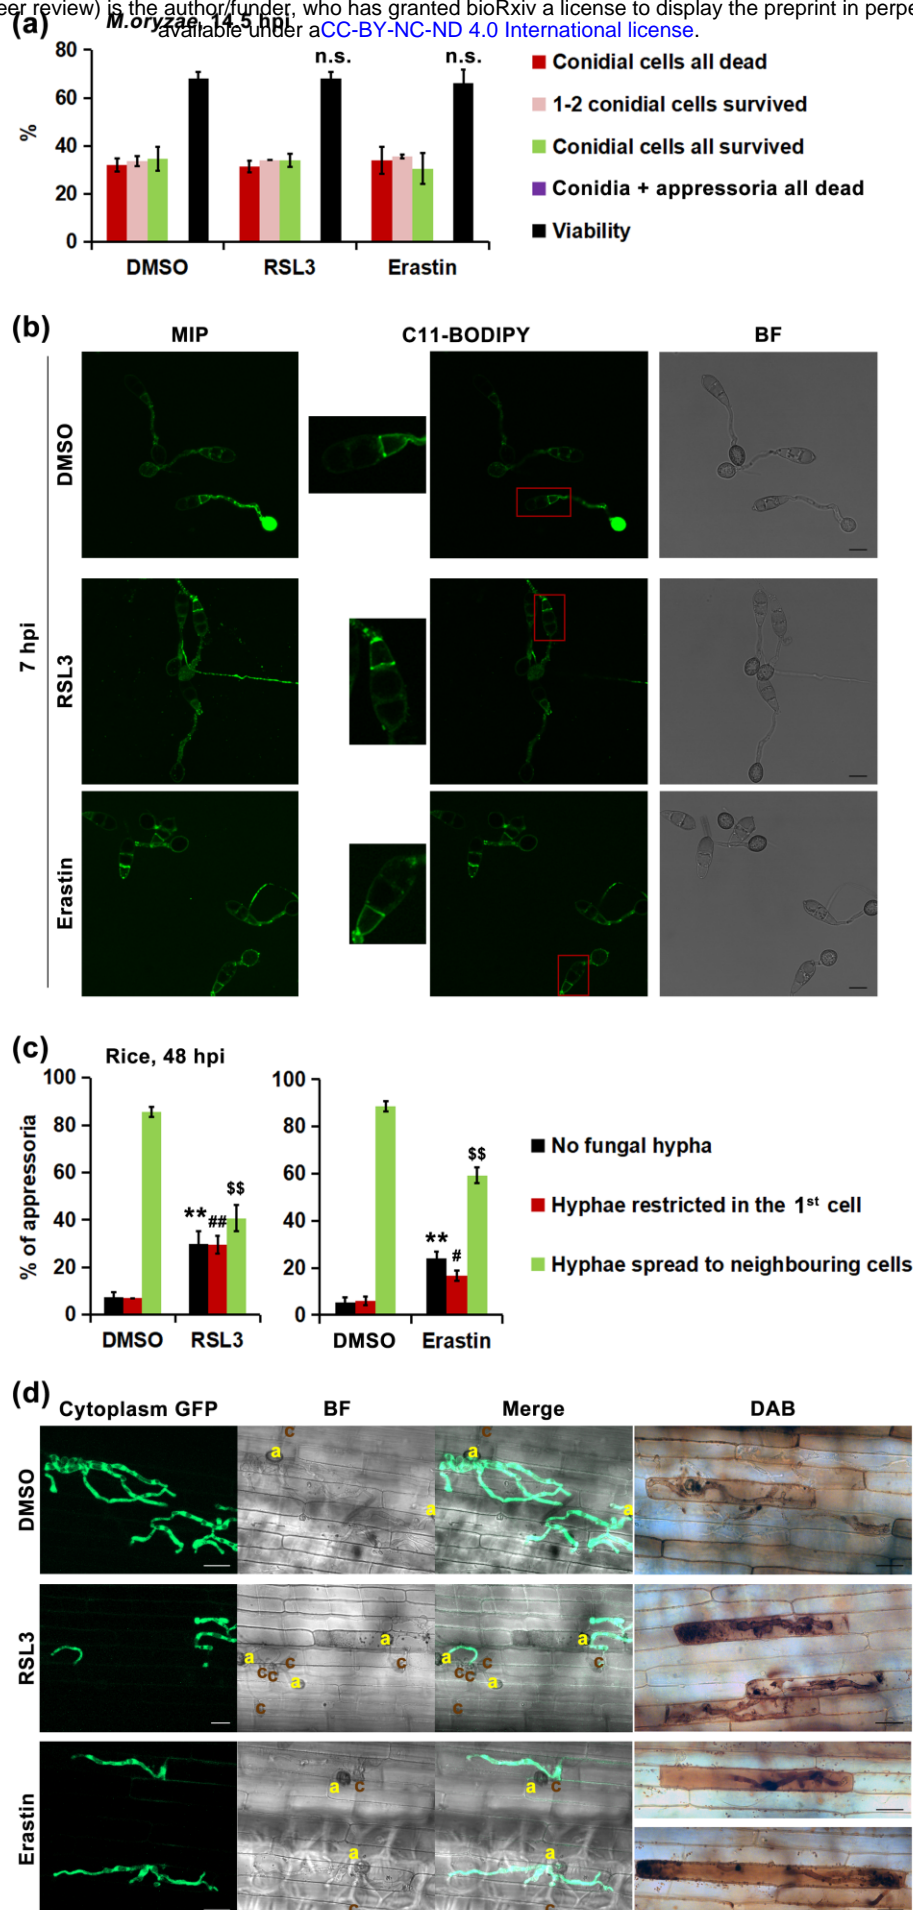 eer review) is the author/funder, who has granted bioRxiv a license to display the preprint in perpe
available under aCC-BY-NC-ND 4.0 International license.
(a)
M.oryzae, 14.5 hpi
80
60
40
20
0
%
n.s.
n.s.
DMSO
RSL3
Erastin
Conidial cells all dead
1-2 conidial cells survived
Conidial cells all survived
Conidia + appressoria all dead
Viability
(b)
MIP
C11-BODIPY
BF
7 hpi
DMSO
RSL3
Erastin
(c)
Rice, 48 hpi
% of appressoria
100
80
60
40
20
0
**
##
$$
DMSO
RSL3
100
80
60
40
20
0
**
#
$$
DMSO
Erastin
No fungal hypha
Hyphae restricted in the 1st cell
Hyphae spread to neighbouring cells
(d)
Cytoplasm GFP
BF
Merge
DAB
DMSO
c
a
c
a
a
RSL3
a
a
c
c
c
a
c
c
a
a
c
c
c
a
c
c
Erastin
a
c
a
c
a
c
a
c